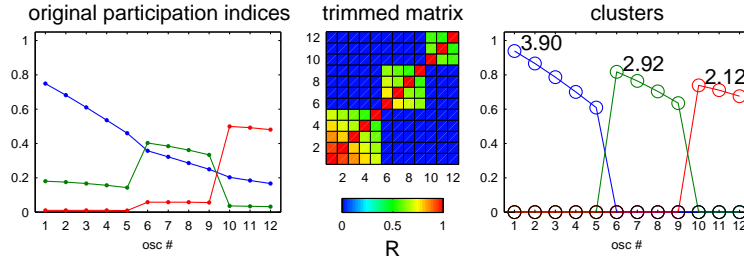 original participation indices
1
0.8
0.6
0.4
0.2
0
1 2 3 4 5 6 7 8 9 10 11 12
osc #
trimmed matrix
12
10
8
6
4
2
2 4 6 8 10 12
0 0.5 1
R
clusters
1
0.8
0.6
0.4
0.2
0
3.90
2.92
2.12
1 2 3 4 5 6 7 8 9 10 11 12
osc #